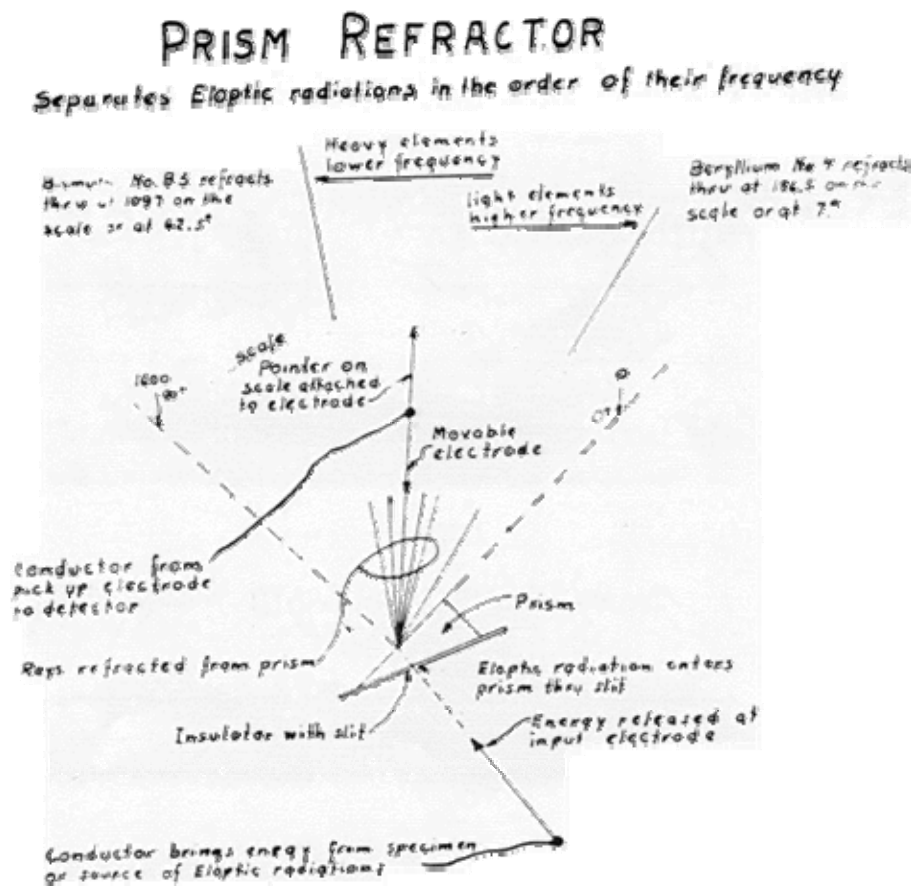 PRISM REFRACTOR
Separates Eloptic radiations in the order of their frequency
Heavy elements
lower frequency
No. 83 refracts
thru at 1097 on the
scale or at 62.5°
light elements
higher frequency
Beryllium No 4 refracts
thru at 186.5 on the
scale or at 7°
scale
Pointer on
scale attached
to electrode
90°
0
0°
Movable
electrode
Conductor from
pick up electrode
to detector
Prism
Rays refracted from prism
Eloptic radiation enters
prism thru slit
Insulator with slit
Energy released at
input electrode
Conductor brings enegy from specimen
or source of Eloptic radiations